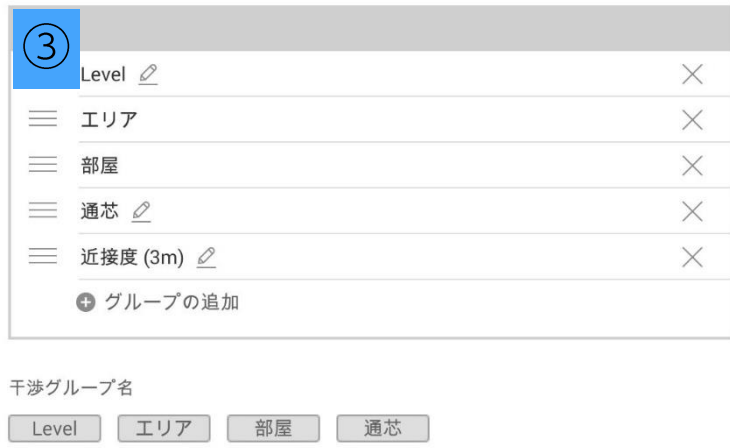 ③
Level
エリア
部屋
通芯
近接度 (3m)
グループの追加
干渉グループ名
Level エリア 部屋 通芯